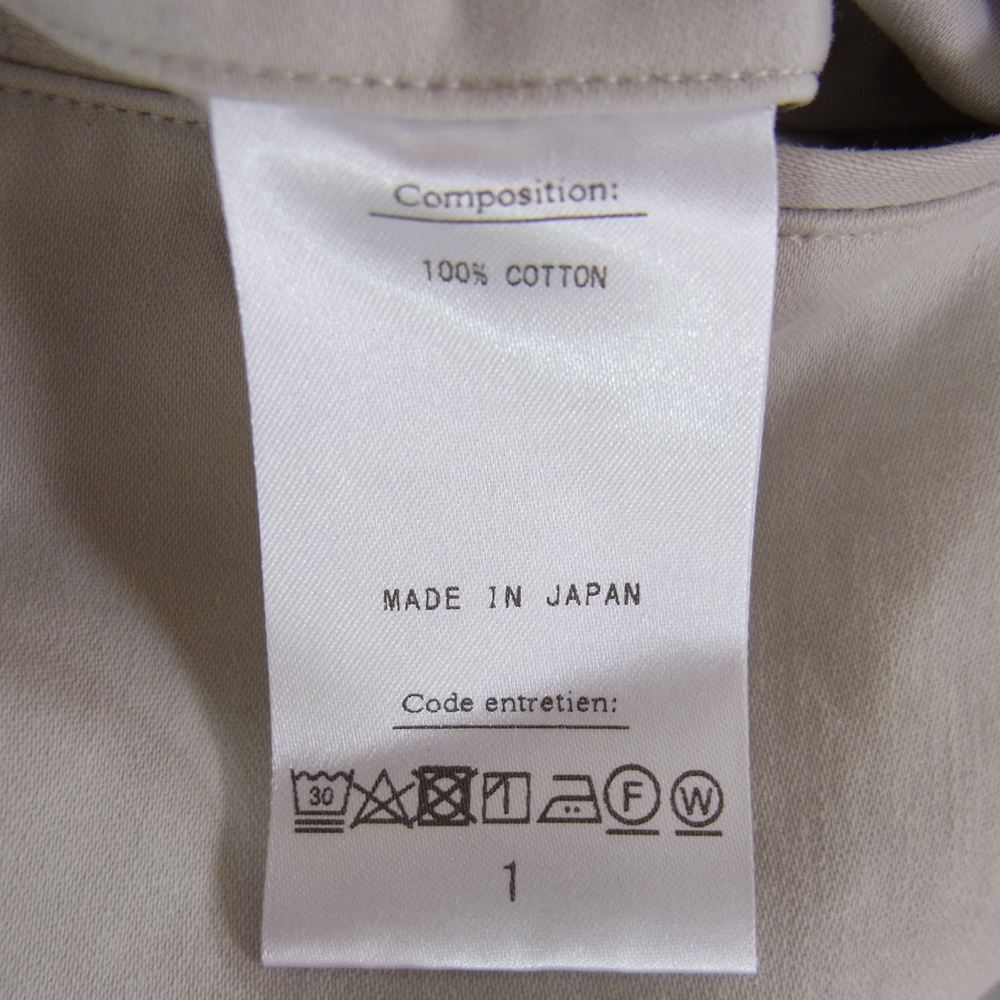 Composition:
100% COTTON
MADE IN JAPAN
Code entretien:
30 F W
1